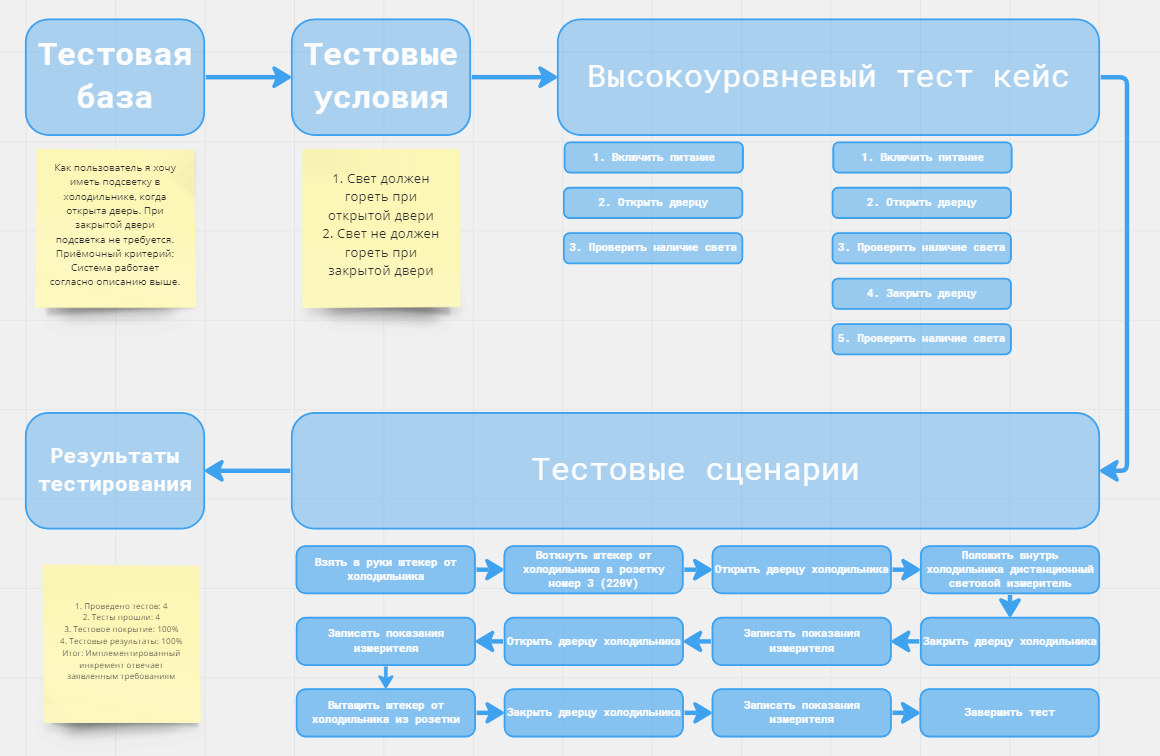 Тестовая
база
Тестовые
условия
Высокоуровневый тест кейс
Как пользователь я хочу
иметь подсветку в
холодильнике, когда
открыта дверь. При
закрытой двери
подсветка не требуется.
Приёмочный критерий:
Система работает
согласно описанию выше.
1. Свет должен
гореть при
открытой двери
2. Свет не должен
гореть при
закрытой двери
1. Включить питание
2. Открыть дверцу
3. Проверить наличие света
1. Включить питание
2. Открыть дверцу
3. Проверить наличие света
4. Закрыть дверцу
5. Проверить наличие света
Результаты
тестирования
Тестовые сценарии
1. Проведено тестов: 4
2. Тесты прошли: 4
3. Тестовое покрытие: 100%
4. Тестовые результаты: 100%
Итог: Имплементированный
инкремент отвечает
заявленным требованиям
Взять в руки штекер от
холодильника
Воткнуть штекер от
холодильника в розетку
номер 3 (220V)
Открыть дверцу холодильника
Положить внутрь
холодильника дистанционный
световой измеритель
Закрыть дверцу холодильника
Записать показания
измерителя
Открыть дверцу холодильника
Записать показания
измерителя
Вытащить штекер от
холодильника из розетки
Закрыть дверцу холодильника
Записать показания
измерителя
Завершить тест